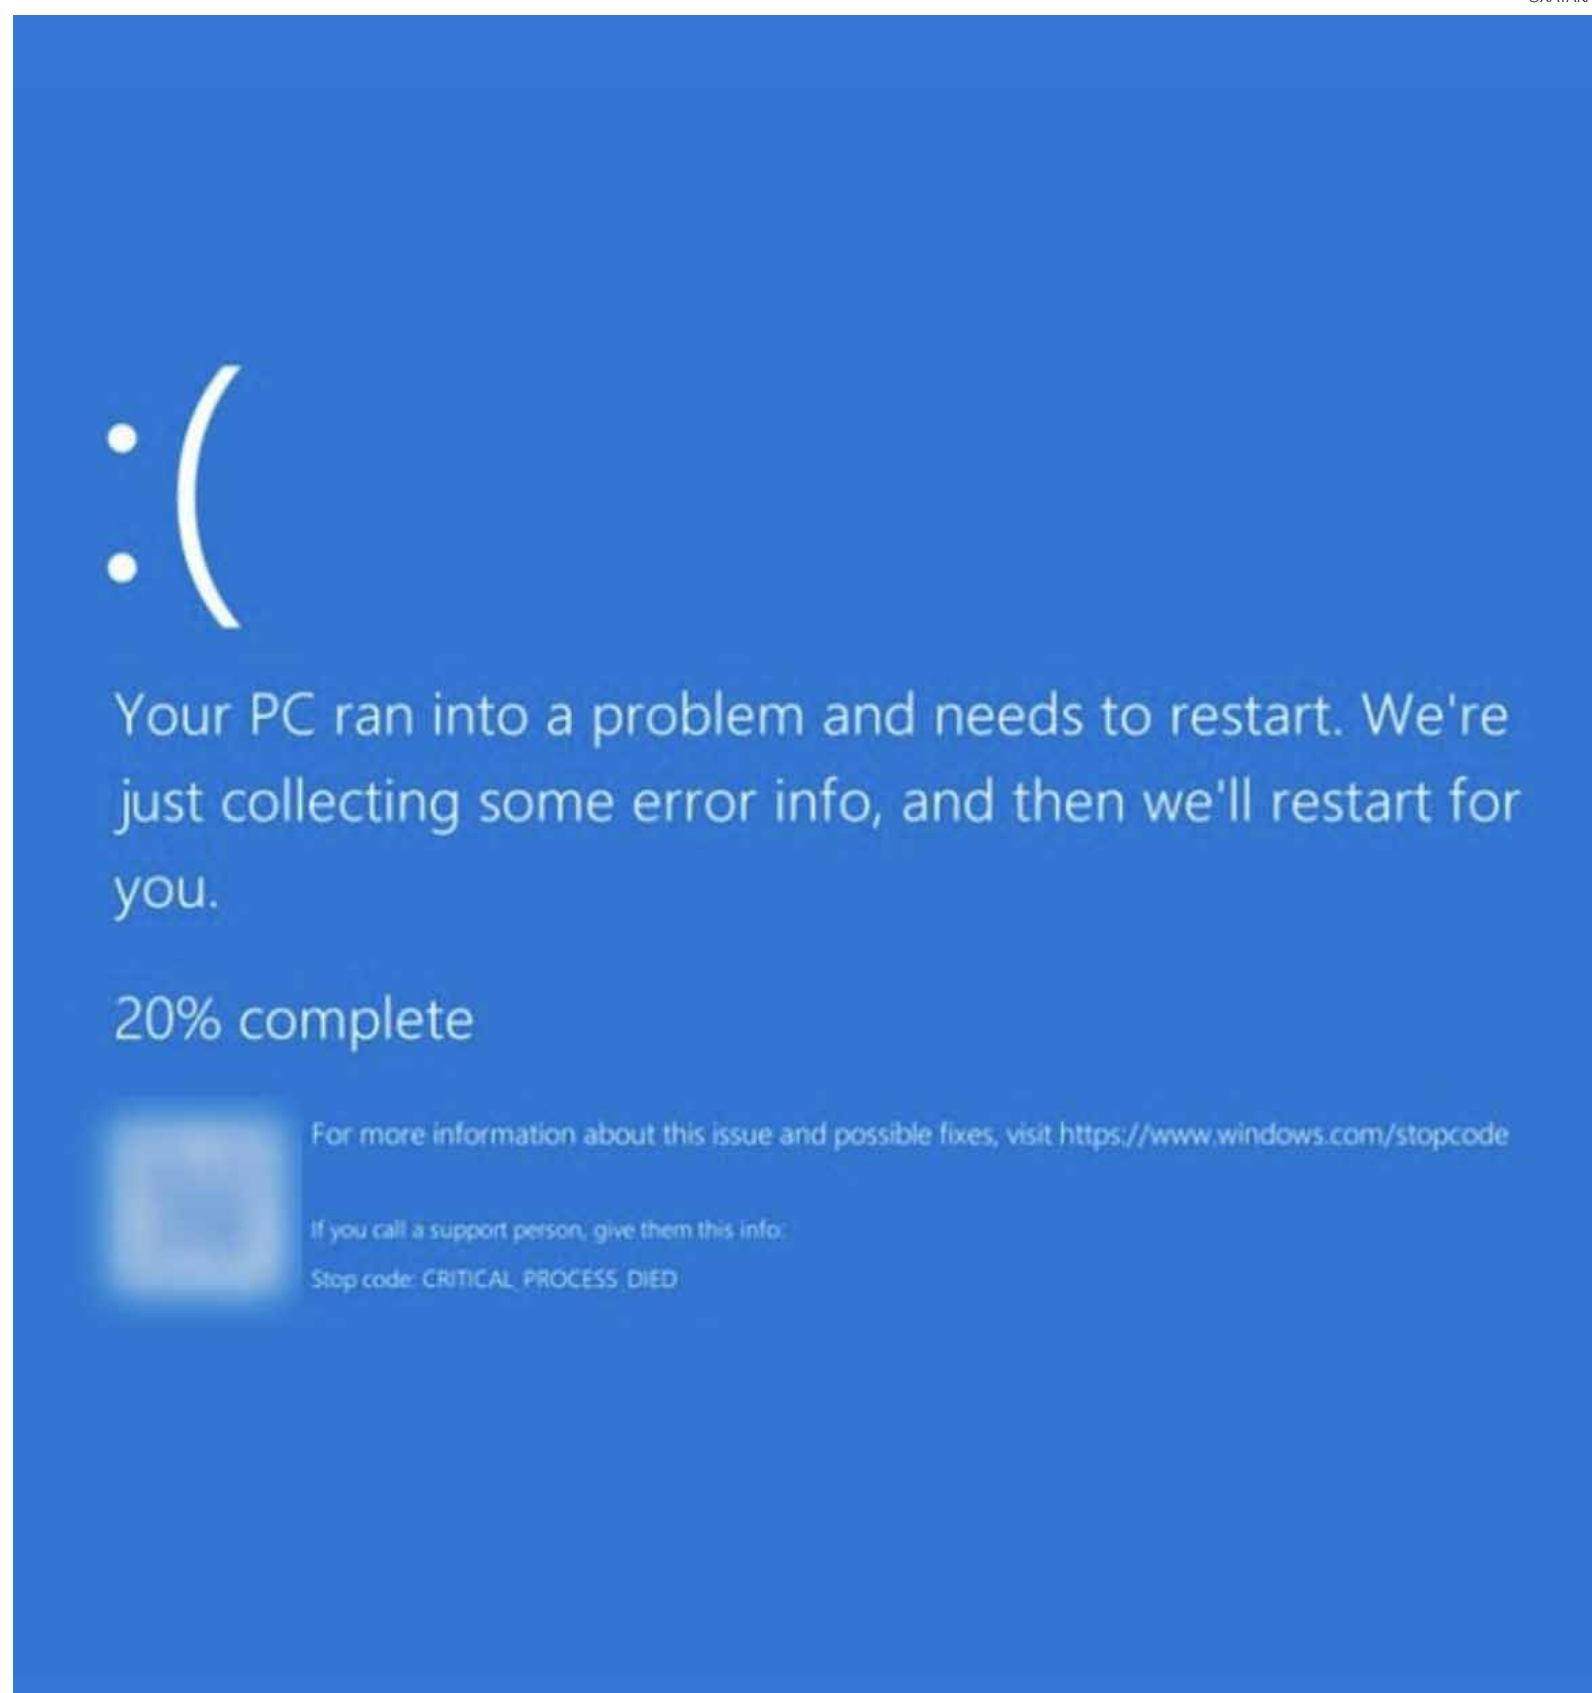 :(
Your PC ran into a problem and needs to restart. We're
just collecting some error info, and then we'll restart for
you.
20% complete
For more information about this issue and possible fixes, visit https://www.windows.com/stopcode
If you call a support person, give them this info:
Stop code: CRITICAL_PROCESS_DIED